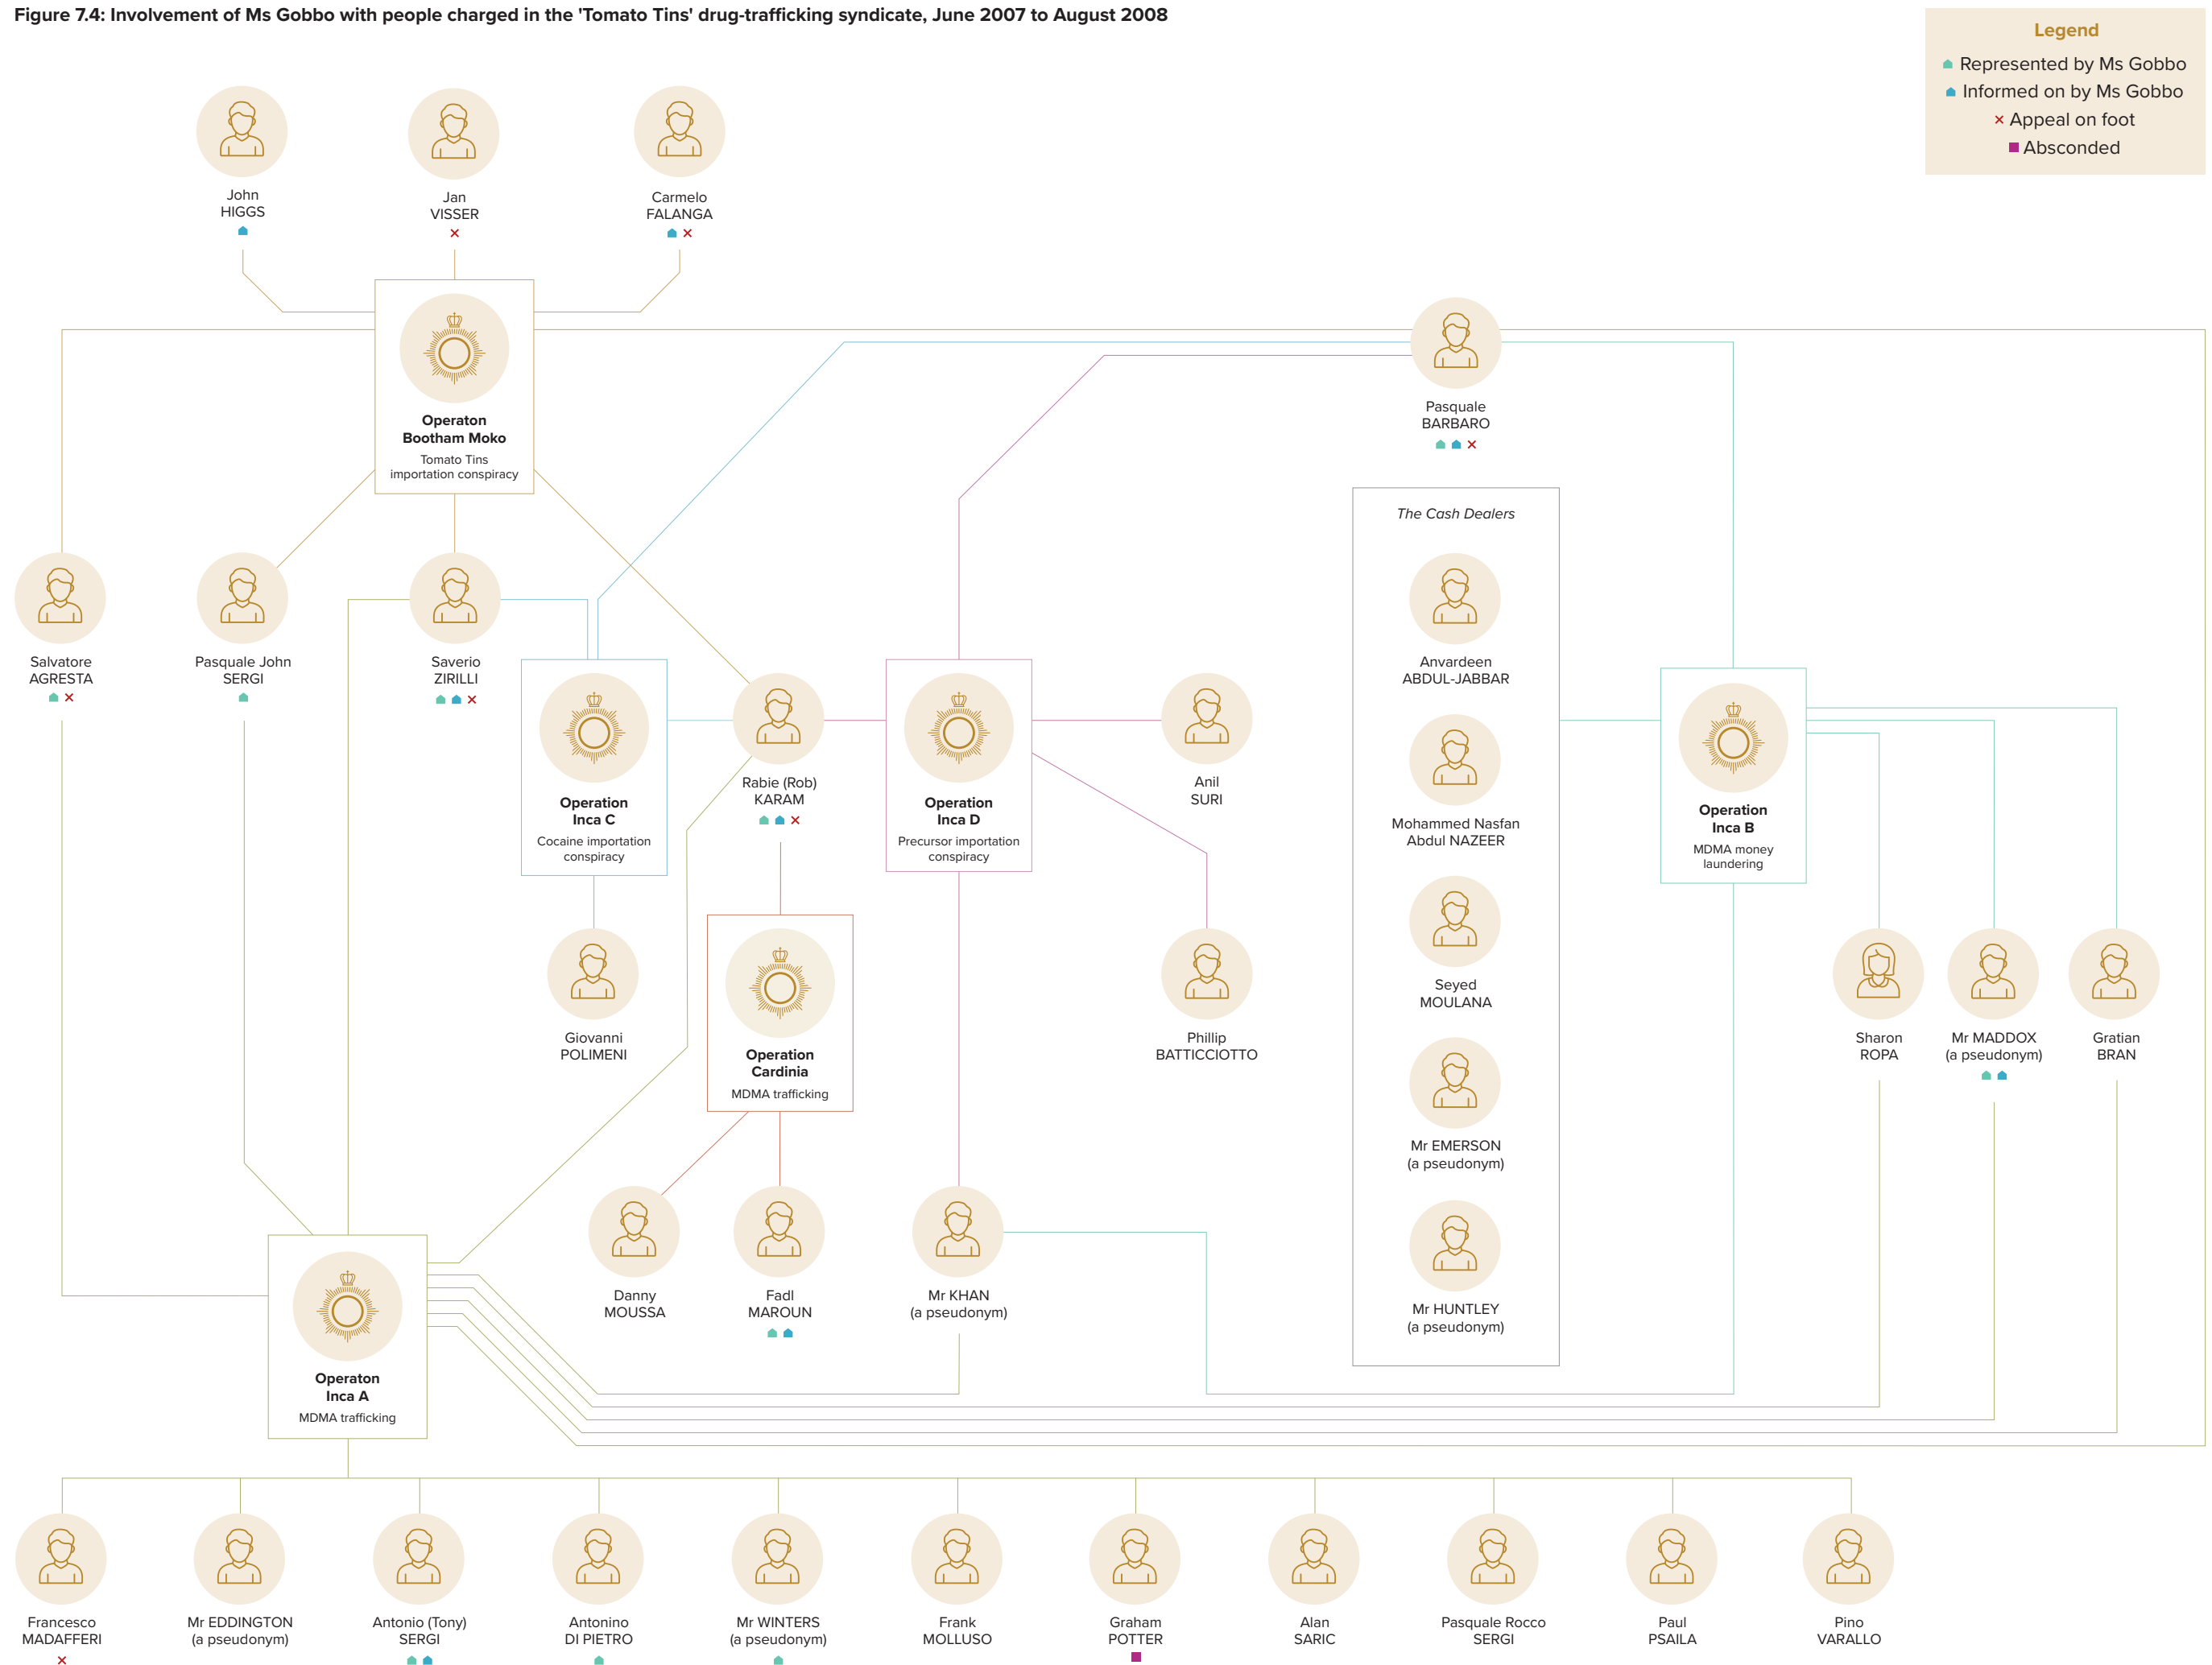 Figure 7.4: Involvement of Ms Gobbo with people charged in the 'Tomato Tins' drug-trafficking syndicate, June 2007 to August 2008
Legend
Represented by Ms Gobbo
Informed on by Ms Gobbo
Appeal on foot
Absconded
John
HIGGS
Jan
VISSER
Carmelo
FALANGA
Operaton
Bootham Moko
Tomato Tins
importation conspiracy
Pasquale
BARBARO
Salvatore
AGRESTA
Pasquale John
SERGI
Saverio
ZIRILLI
Operation
Inca C
Cocaine importation
conspiracy
Rabie (Rob)
KARAM
Operation
Inca D
Precursor importation
conspiracy
Anil
SURI
The Cash Dealers
Anvardeen
ABDUL-JABBAR
Mohammed Nasfan
Abdul NAZEER
Seyed
MOULANA
Mr EMERSON
(a pseudonym)
Mr HUNTLEY
(a pseudonym)
Operation
Inca B
MDMA money
laundering
Giovanni
POLIMENI
Operation
Cardinia
MDMA trafficking
Phillip
BATTICCIOTTO
Sharon
ROPA
Mr MADDOX
(a pseudonym)
Gratian
BRAN
Danny
MOUSSA
Fadl
MAROUN
Mr KHAN
(a pseudonym)
Operaton
Inca A
MDMA trafficking
Francesco
MADAFFERI
Mr EDDINGTON
(a pseudonym)
Antonio (Tony)
SERGI
Antonino
DI PIETRO
Mr WINTERS
(a pseudonym)
Frank
MOLLUSO
Graham
POTTER
Alan
SARIC
Pasquale Rocco
SERGI
Paul
PSAILA
Pino
VARALLO